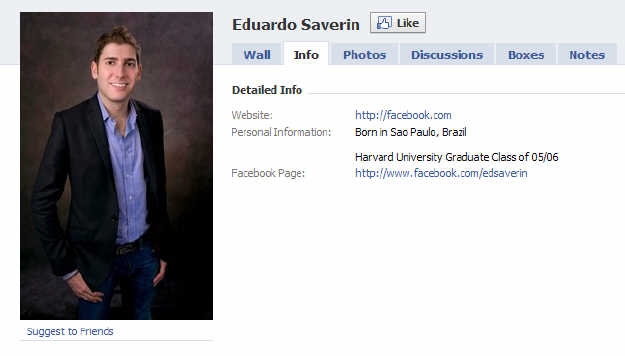 Eduardo Saverin Like
Wall Info Photos Discussions Boxes Notes
Detailed Info
Website: http://facebook.com
Personal Information: Born in Sao Paulo, Brazil
Harvard University Graduate Class of 05/06
Facebook Page: http://www.facebook.com/edsaverin
Suggest to Friends